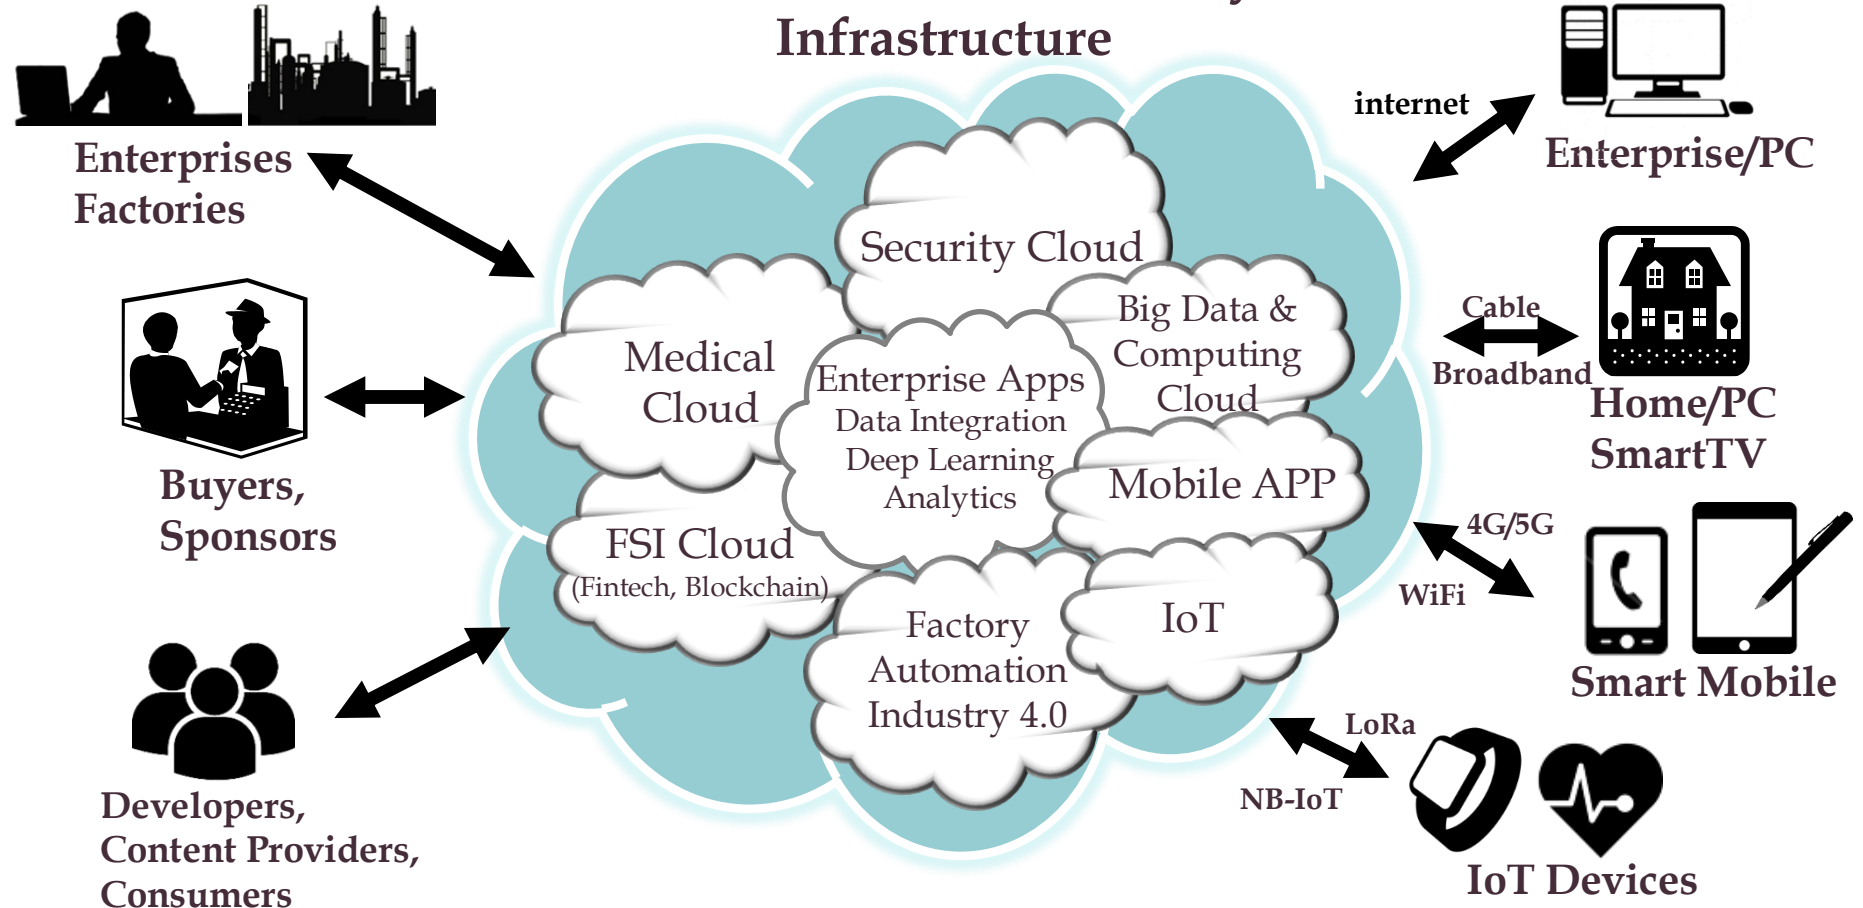 Infrastructure
Enterprises
Factories
Buyers,
Sponsors
Developers,
Content Providers,
Consumers
Security Cloud
Medical
Cloud
Big Data &
Computing
Cloud
Enterprise Apps
Data Integration
Deep Learning
Analytics
Mobile APP
FSI Cloud
(Fintech, Blockchain)
Factory
Automation
Industry 4.0
IoT
internet
Enterprise/PC
Cable
Broadband
Home/PC
SmartTV
4G/5G
WiFi
Smart Mobile
LoRa
NB-IoT
IoT Devices